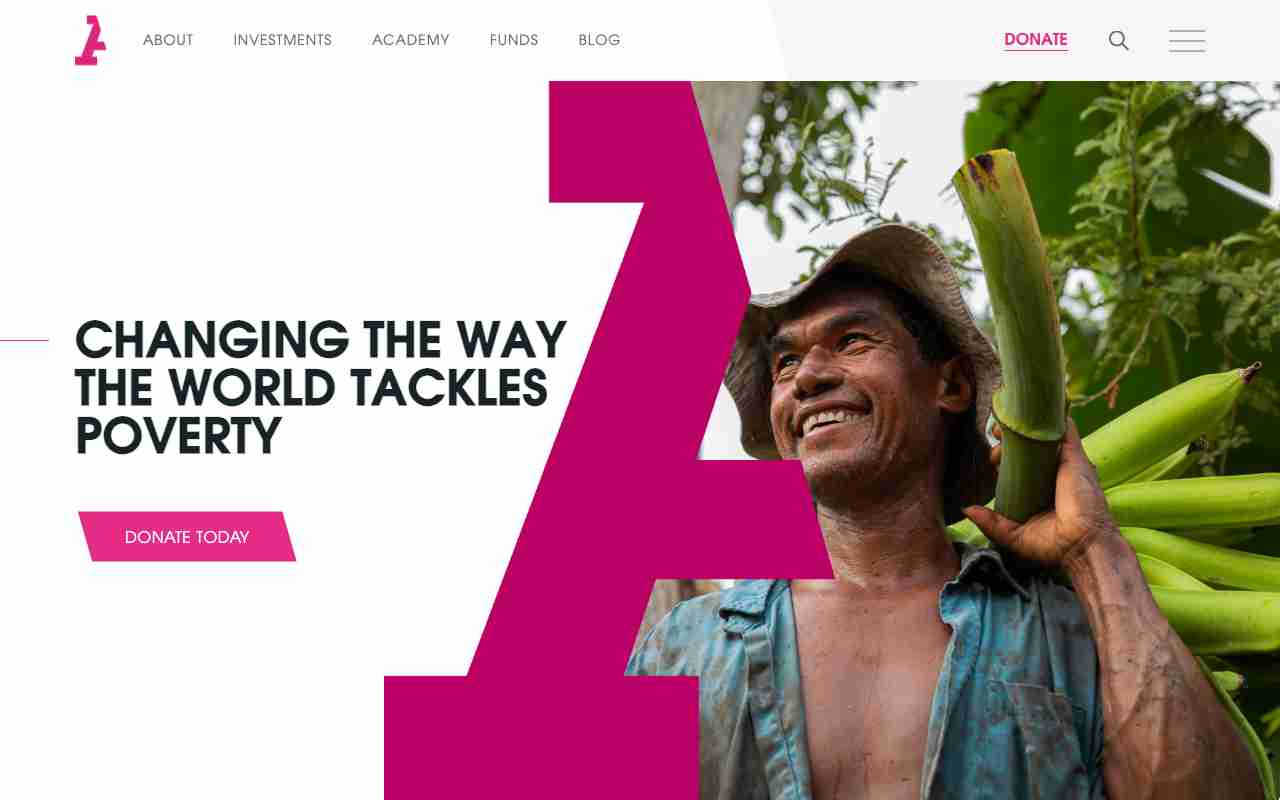 ABOUT
INVESTMENTS
ACADEMY
FUNDS
BLOG
DONATE
CHANGING THE WAY
THE WORLD TACKLES
POVERTY
DONATE TODAY